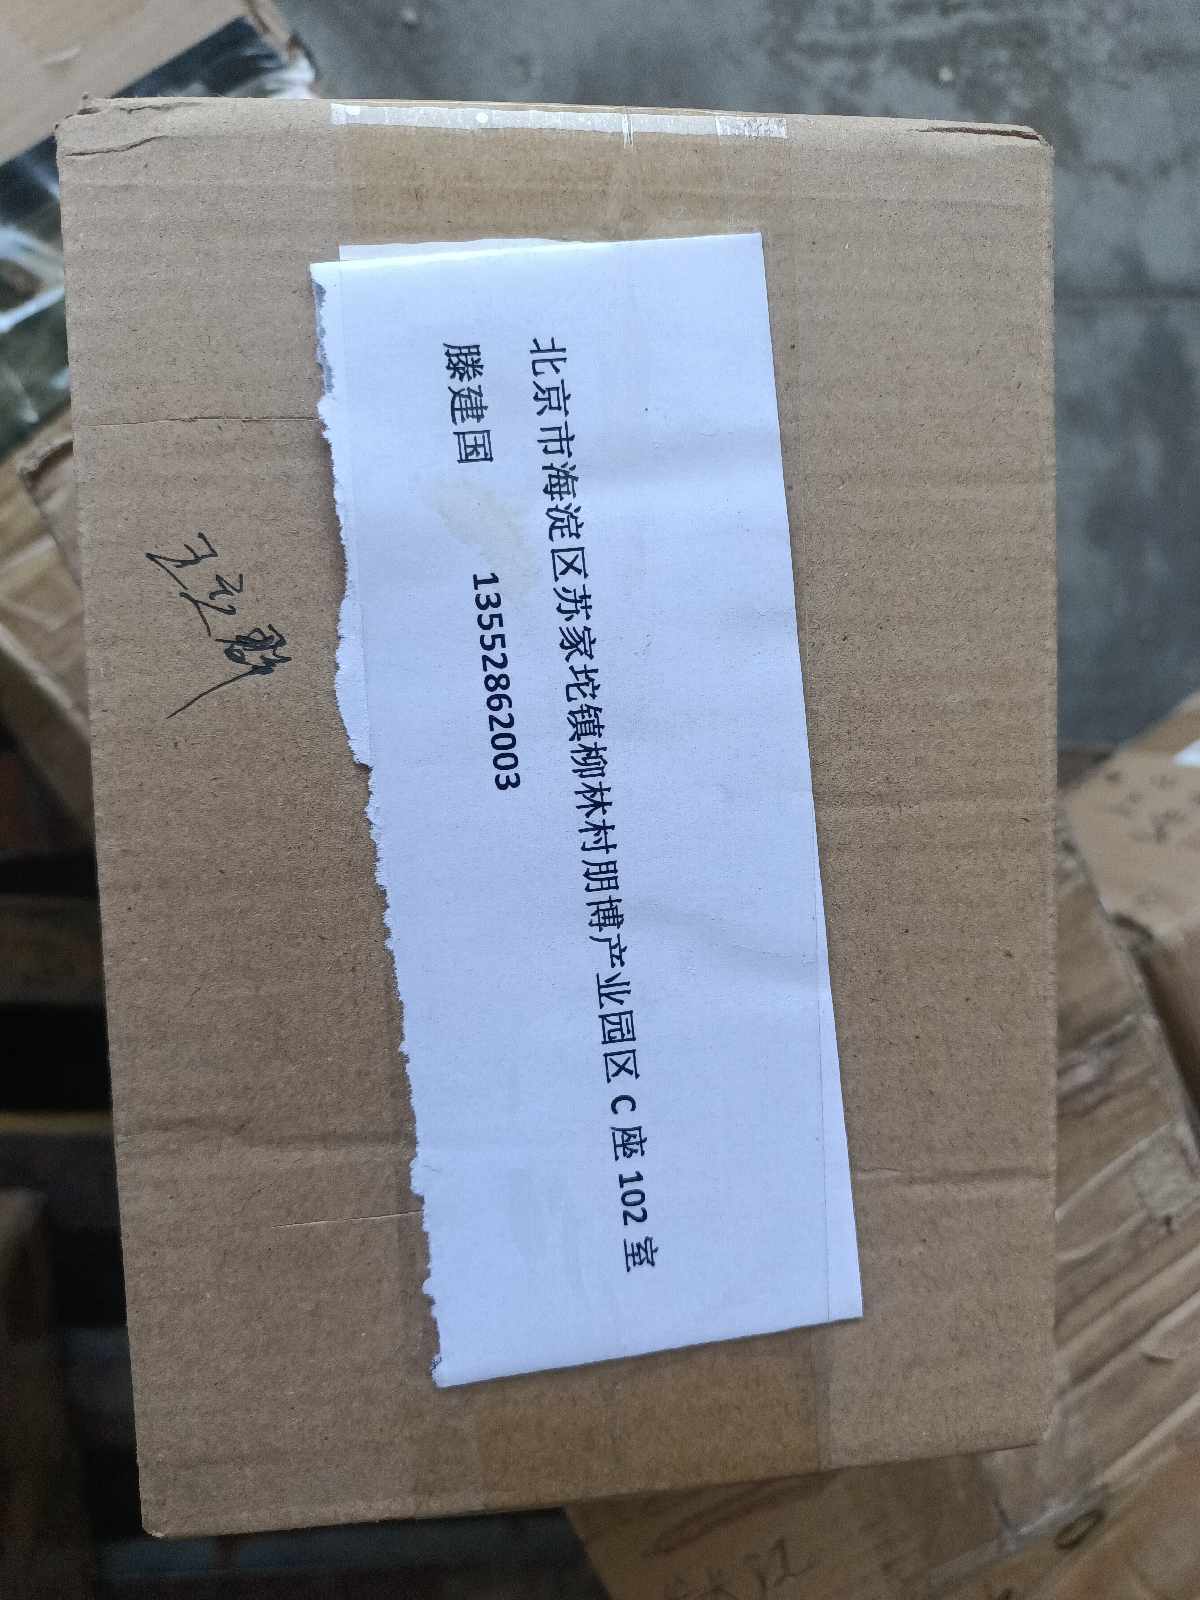 北京市海淀区苏家坨镇柳林村朋博产业园区 C 座 102 室
滕建国 13552862003